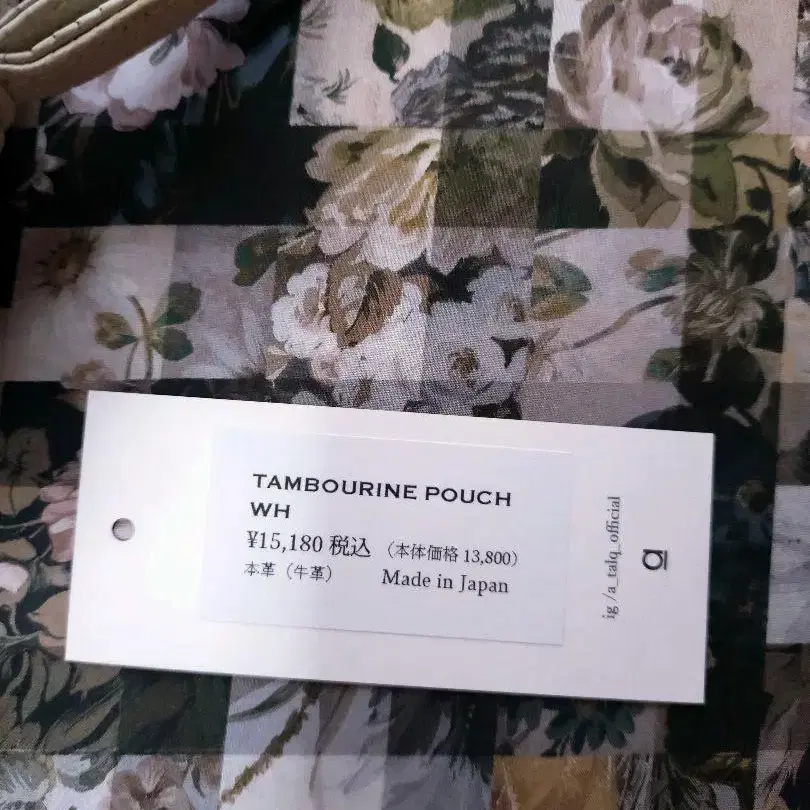 TAMBOURINE POUCH
WH
¥15,180 税込 （本体価格 13,800）
本革（牛革） Made in Japan
ig /a_talq_official
a